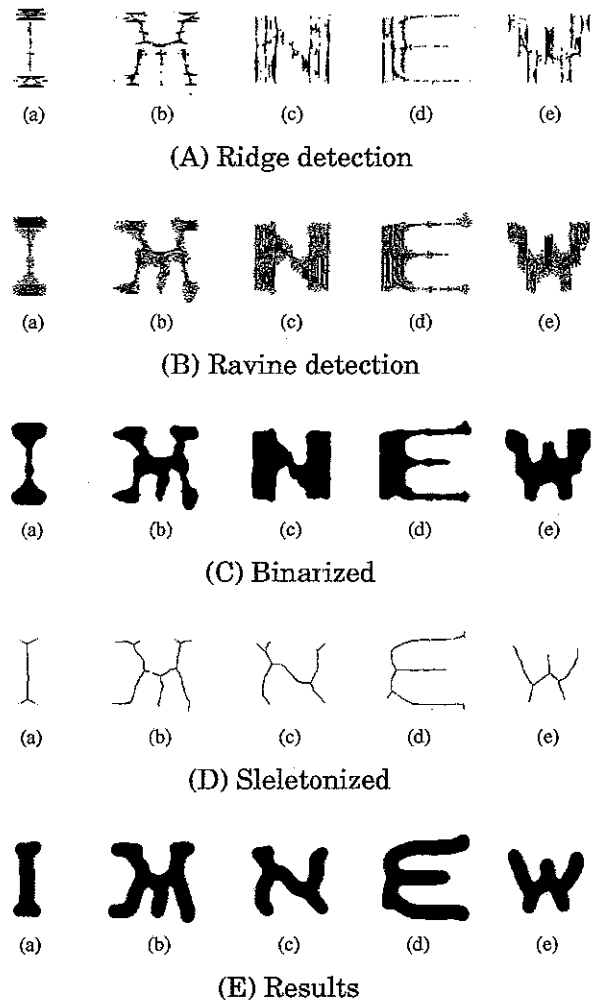 I M N E W
(a) (b) (c) (d) (e)
(A) Ridge detection
I M N E W
(a) (b) (c) (d) (e)
(B) Ravine detection
I M N E W
(a) (b) (c) (d) (e)
(C) Binarized
I M N E W
(a) (b) (c) (d) (e)
(D) Sleletonized
I M N E W
(a) (b) (c) (d) (e)
(E) Results